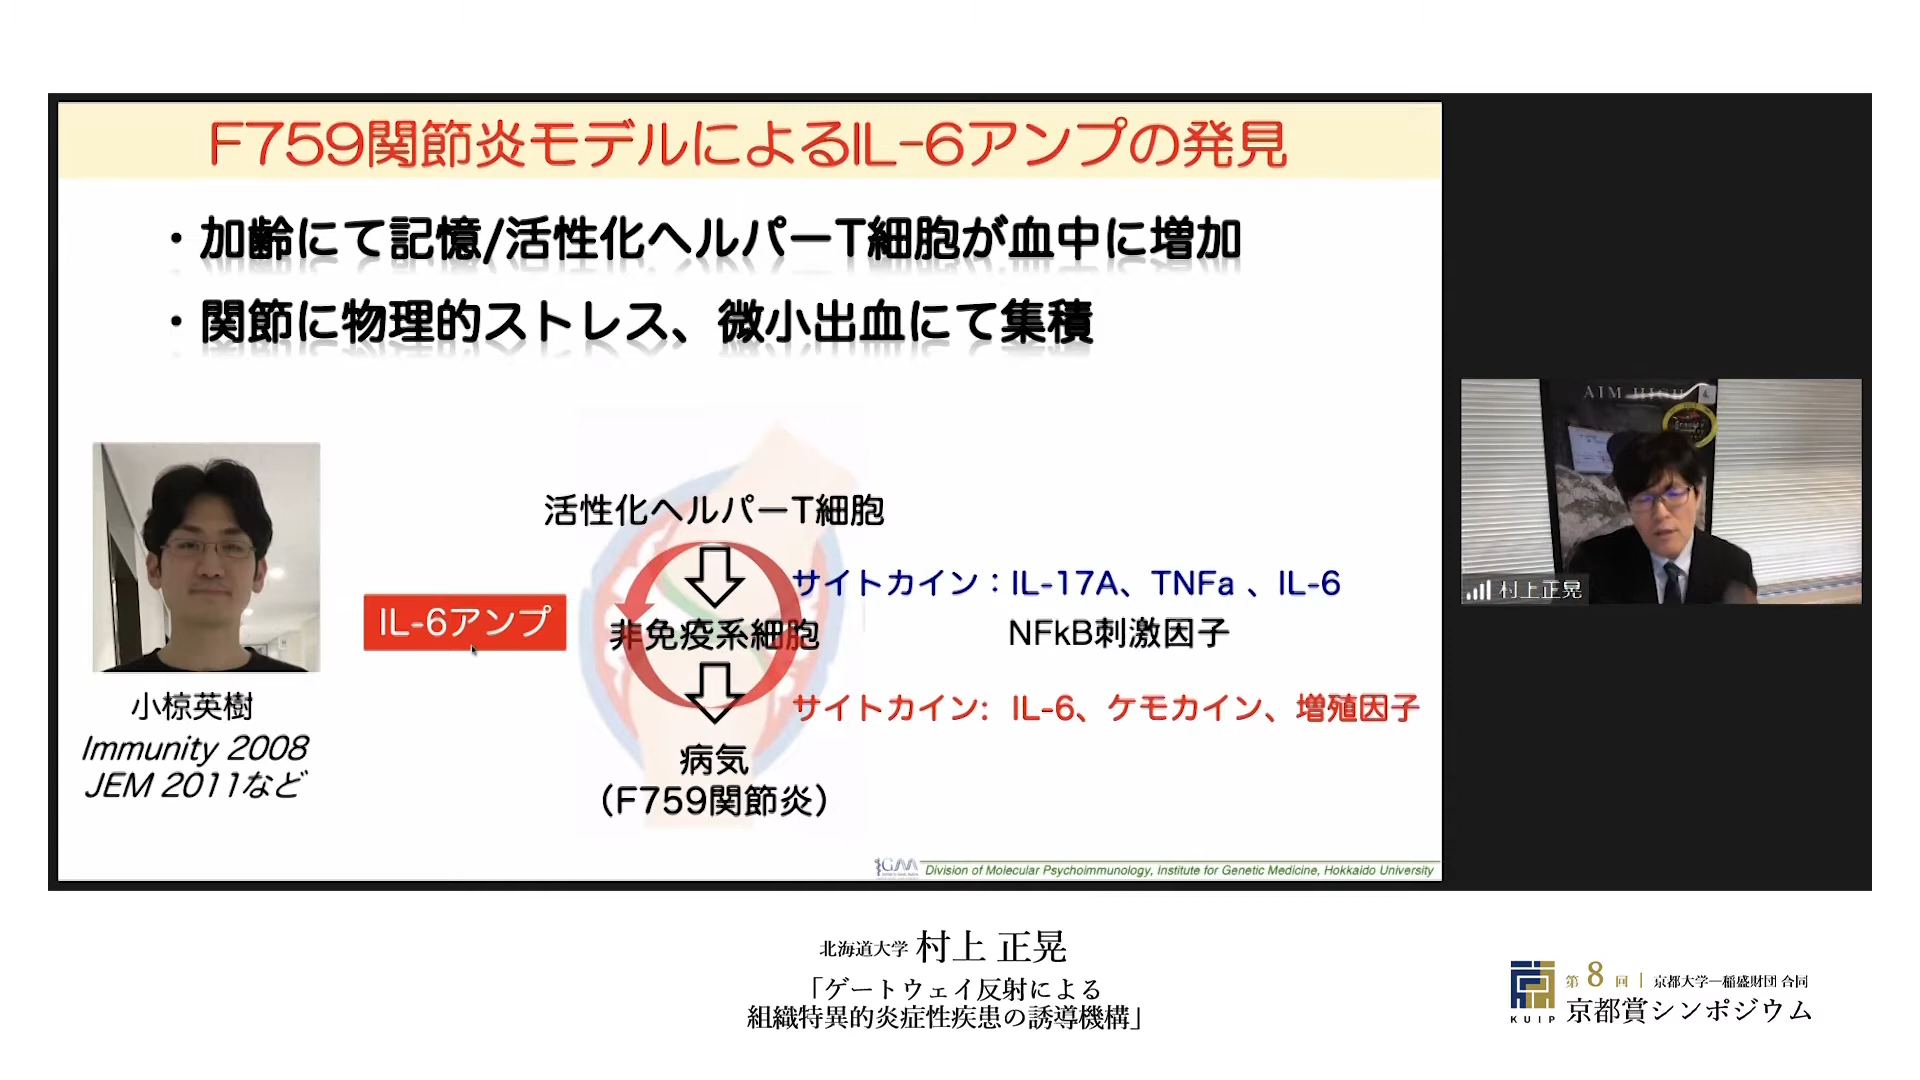 F759関節炎モデルによるIL-6アンプの発見
・加齢にて記憶/活性化ヘルパーT細胞が血中に増加
・関節に物理的ストレス、微小出血にて集積
活性化ヘルパーT細胞
サイトカイン：IL-17A、TNFa 、IL-6
IL-6アンプ
非免疫系細胞
NFkB刺激因子
サイトカイン: IL-6、ケモカイン、増殖因子
病気
（F759関節炎）
小椋英樹
Immunity 2008
JEM 2011など
Division of Molecular Psychoimmunology, Institute for Genetic Medicine, Hokkaido University
AIM HIGH
村上正晃
北海道大学 村上 正晃
「ゲートウェイ反射による
組織特異的炎症性疾患の誘導機構」
KUIP
第8回 | 京都大学―稲盛財団 合同
京都賞シンポジウム